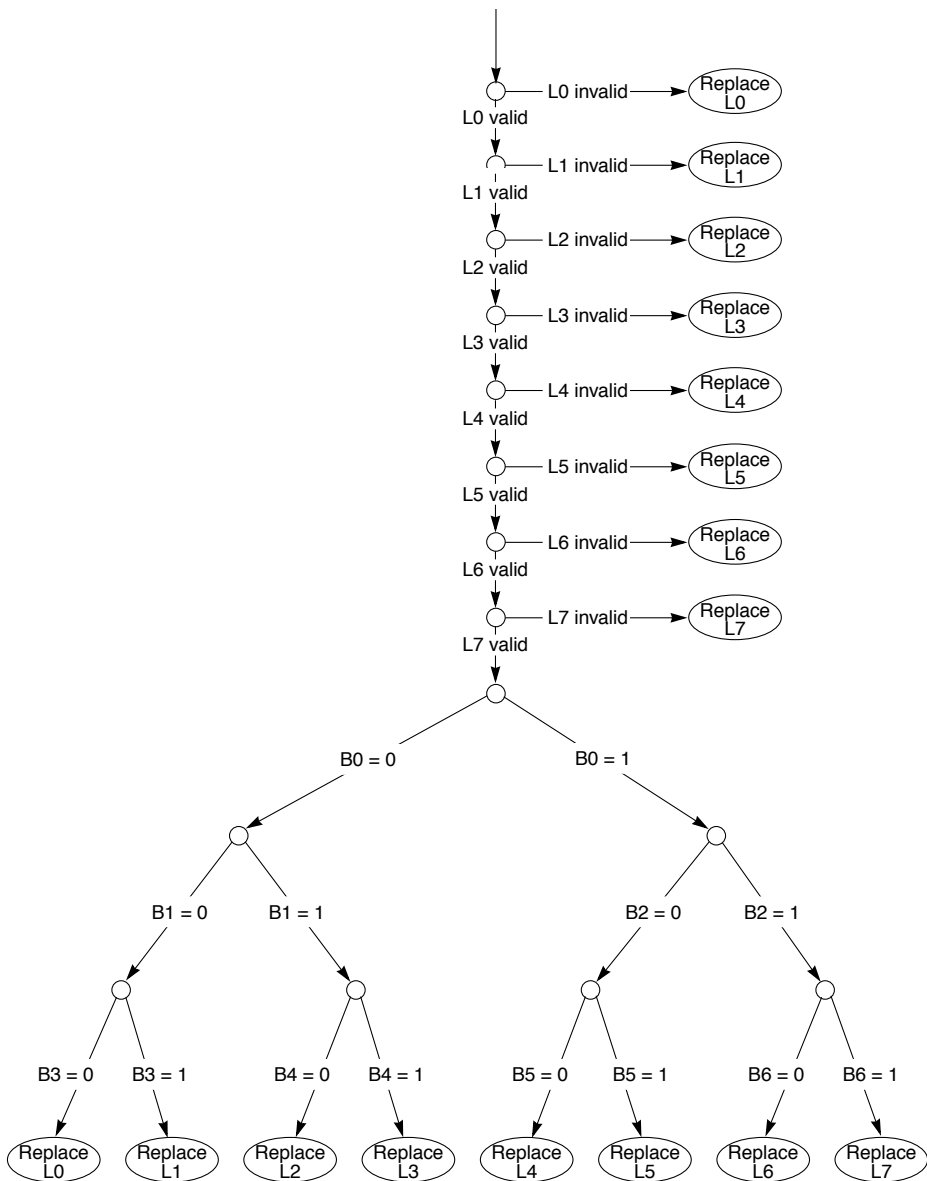 L0 invalid
Replace
L0
L0 valid
L1 invalid
Replace
L1
L1 valid
L2 invalid
Replace
L2
L2 valid
L3 invalid
Replace
L3
L3 valid
L4 invalid
Replace
L4
L4 valid
L5 invalid
Replace
L5
L5 valid
L6 invalid
Replace
L6
L6 valid
L7 invalid
Replace
L7
L7 valid
B0 = 0
B0 = 1
B1 = 0
B1 = 1
B2 = 0
B2 = 1
B3 = 0
B3 = 1
B4 = 0
B4 = 1
B5 = 0
B5 = 1
B6 = 0
B6 = 1
Replace
L0
Replace
L1
Replace
L2
Replace
L3
Replace
L4
Replace
L5
Replace
L6
Replace
L7